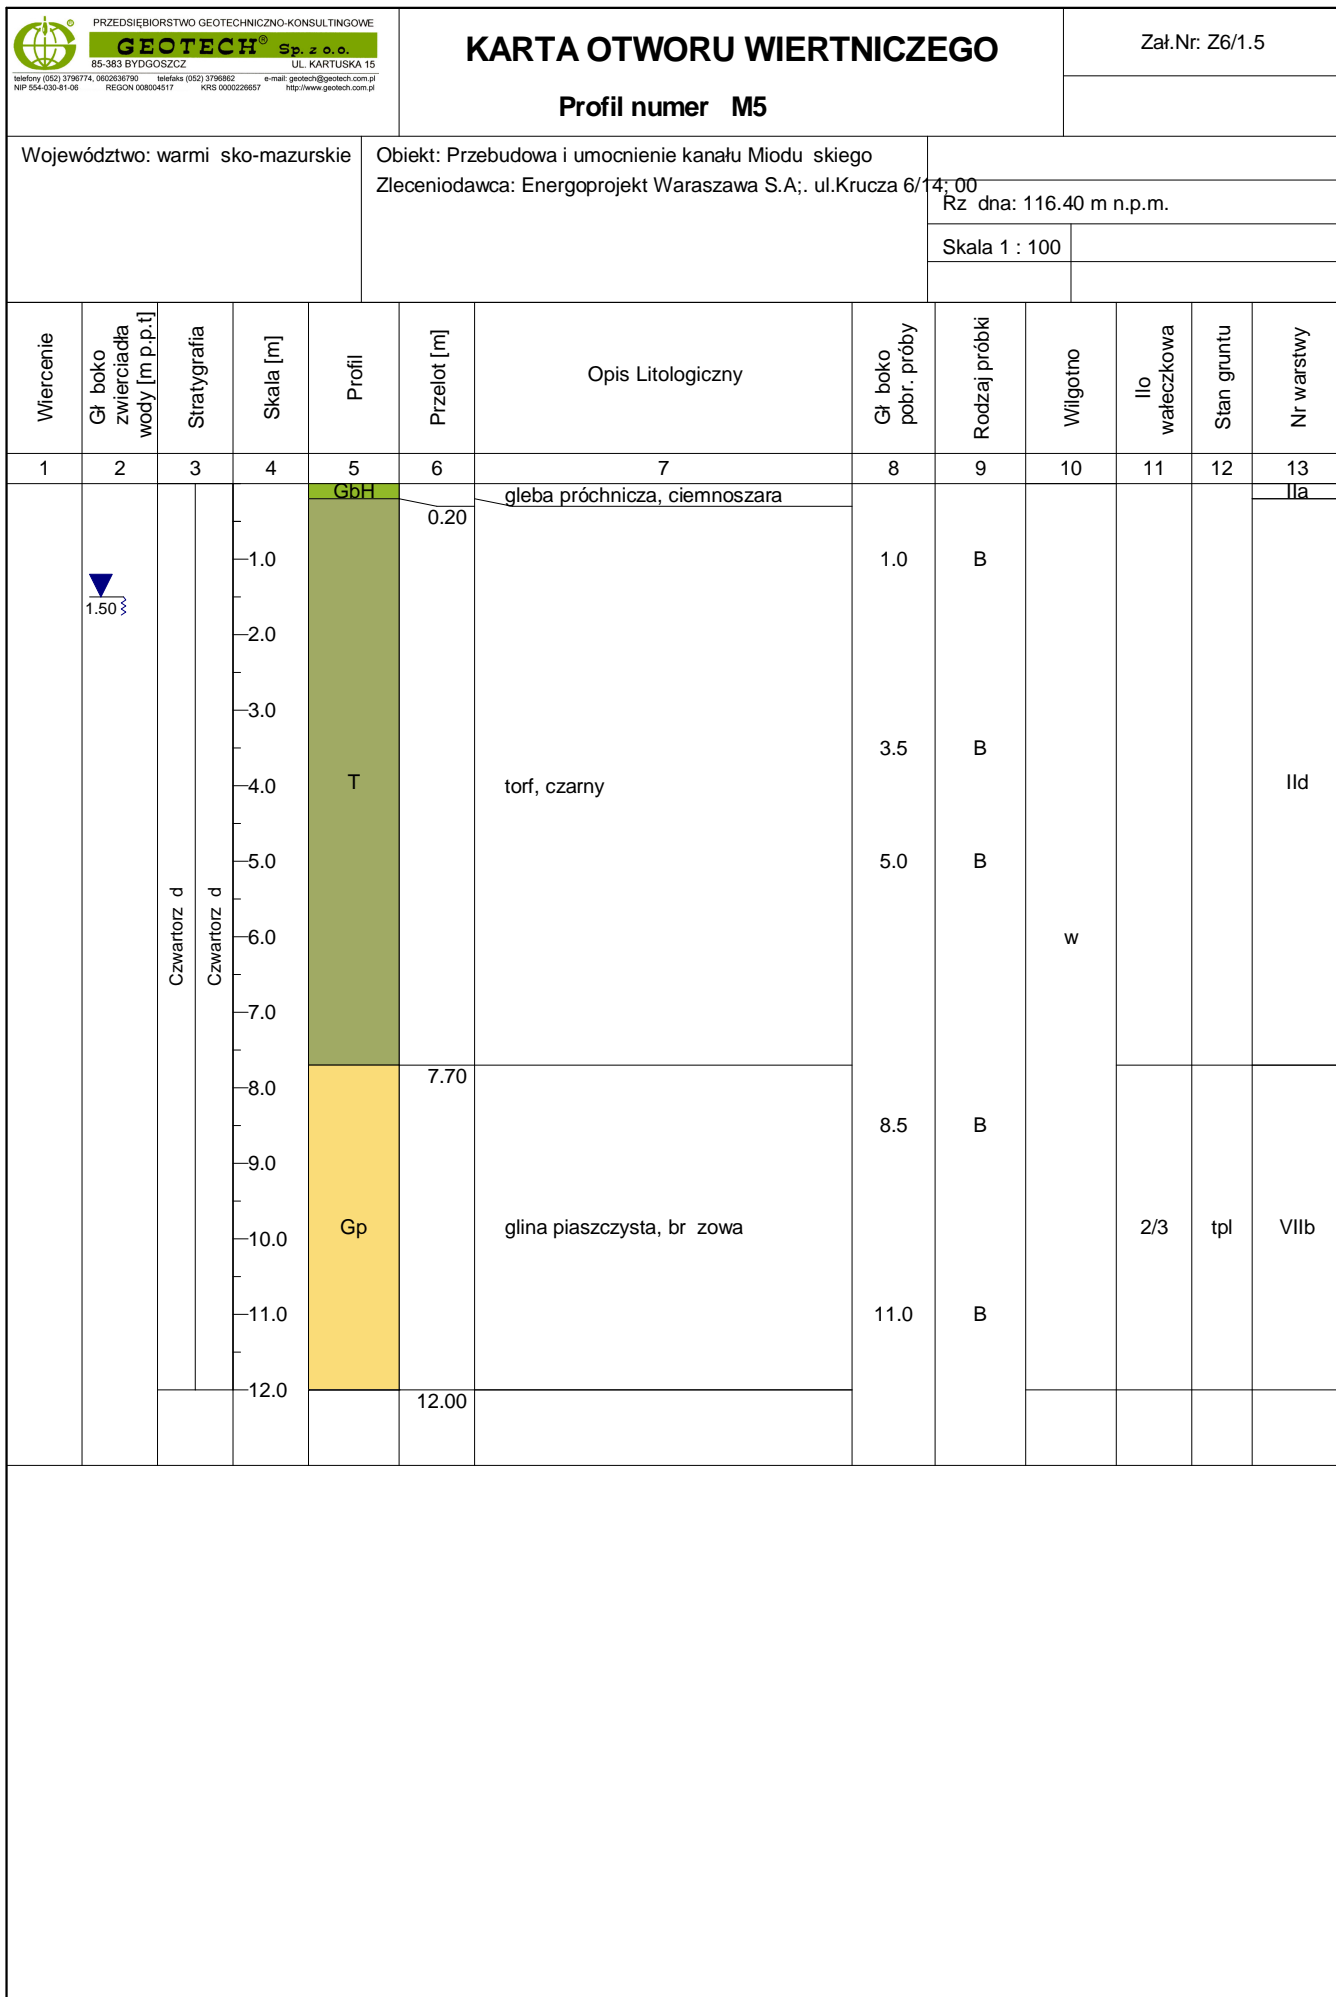 PRZEDSIĘBIORSTWO GEOTECHNICZNO-KONSULTINGOWE
GEOTECH® Sp. z o.o.
85-383 BYDGOSZCZ UL. KARTUSKA 15
telefony (052) 3796774, 0602636790 telefaks (052) 3796862 e-mail: geotech@geotech.com.pl
NIP 554-030-81-06 REGON 008004517 KRS 0000226657 http://www.geotech.com.pl
KARTA OTWORU WIERTNICZEGO
Profil numer M5
Zał.Nr: Z6/1.5
Województwo: warmi sko-mazurskie
Obiekt: Przebudowa i umocnienie kanału Miodu skiego
Zleceniodawca: Energoprojekt Waraszawa S.A;. ul.Krucza 6/14; 00
Rz dna: 116.40 m n.p.m.
Skala 1 : 100
Wiercenie
Gł boko
zwierciadła
wody [m p.p.t]
Stratygrafia
Skala [m]
Profil
Przelot [m]
Opis Litologiczny
Gł boko
pobr. próby
Rodzaj próbki
Wilgotno
Ilo
wałeczkowa
Stan gruntu
Nr warstwy
1 2 3 4 5 6 7 8 9 10 11 12 13
GbH gleba próchnicza, ciemnoszara IIa
0.20
1.0 1.0 B
1.50
2.0
3.0
3.5 B
4.0 T torf, czarny IId
5.0 5.0 B
Czwartorz d
Czwartorz d
6.0 w
7.0
7.70
8.0
8.5 B
9.0
10.0 Gp glina piaszczysta, br zowa 2/3 tpl VIIb
11.0 11.0 B
12.0
12.00